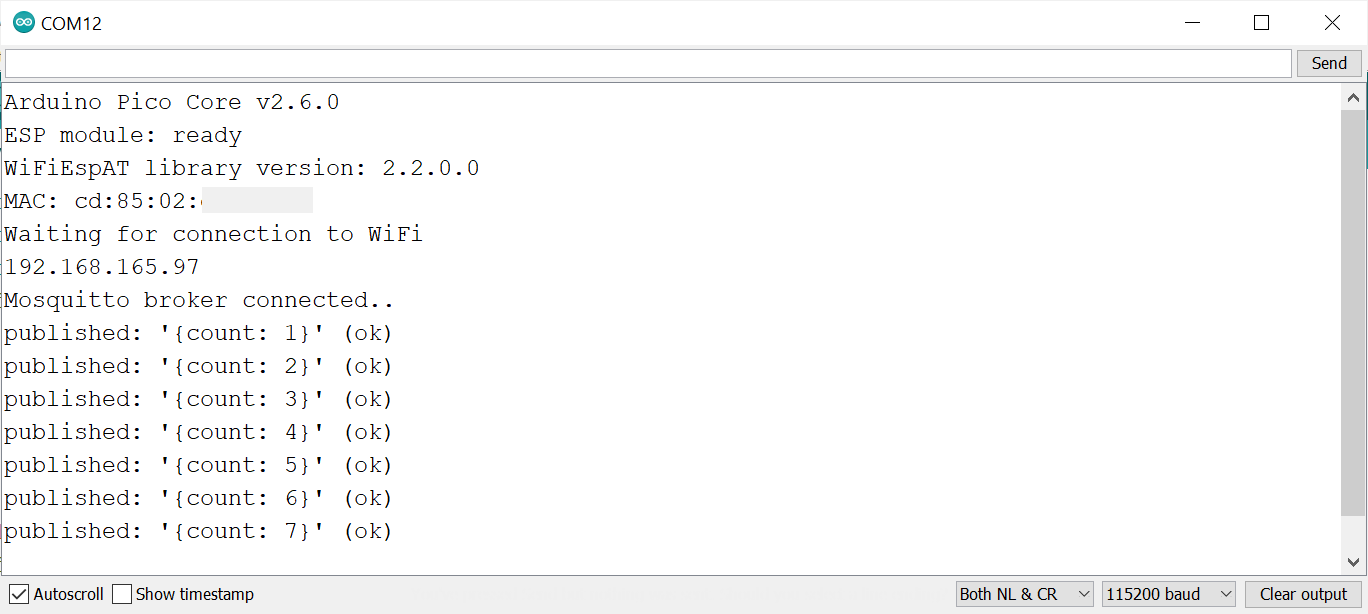 COM12
Send
Arduino Pico Core v2.6.0
ESP module: ready
WiFiEspAT library version: 2.2.0.0
MAC: cd:85:02:
Waiting for connection to WiFi
192.168.165.97
Mosquitto broker connected..
published: '{count: 1}' (ok)
published: '{count: 2}' (ok)
published: '{count: 3}' (ok)
published: '{count: 4}' (ok)
published: '{count: 5}' (ok)
published: '{count: 6}' (ok)
published: '{count: 7}' (ok)
Autoscroll Show timestamp Both NL & CR 115200 baud Clear output